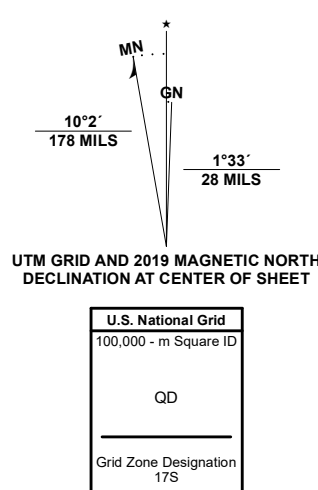 MN
GN
10°2´
178 MILS
1°33´
28 MILS
UTM GRID AND 2019 MAGNETIC NORTH
DECLINATION AT CENTER OF SHEET
U.S. National Grid
100,000 - m Square ID
QD
Grid Zone Designation
17S